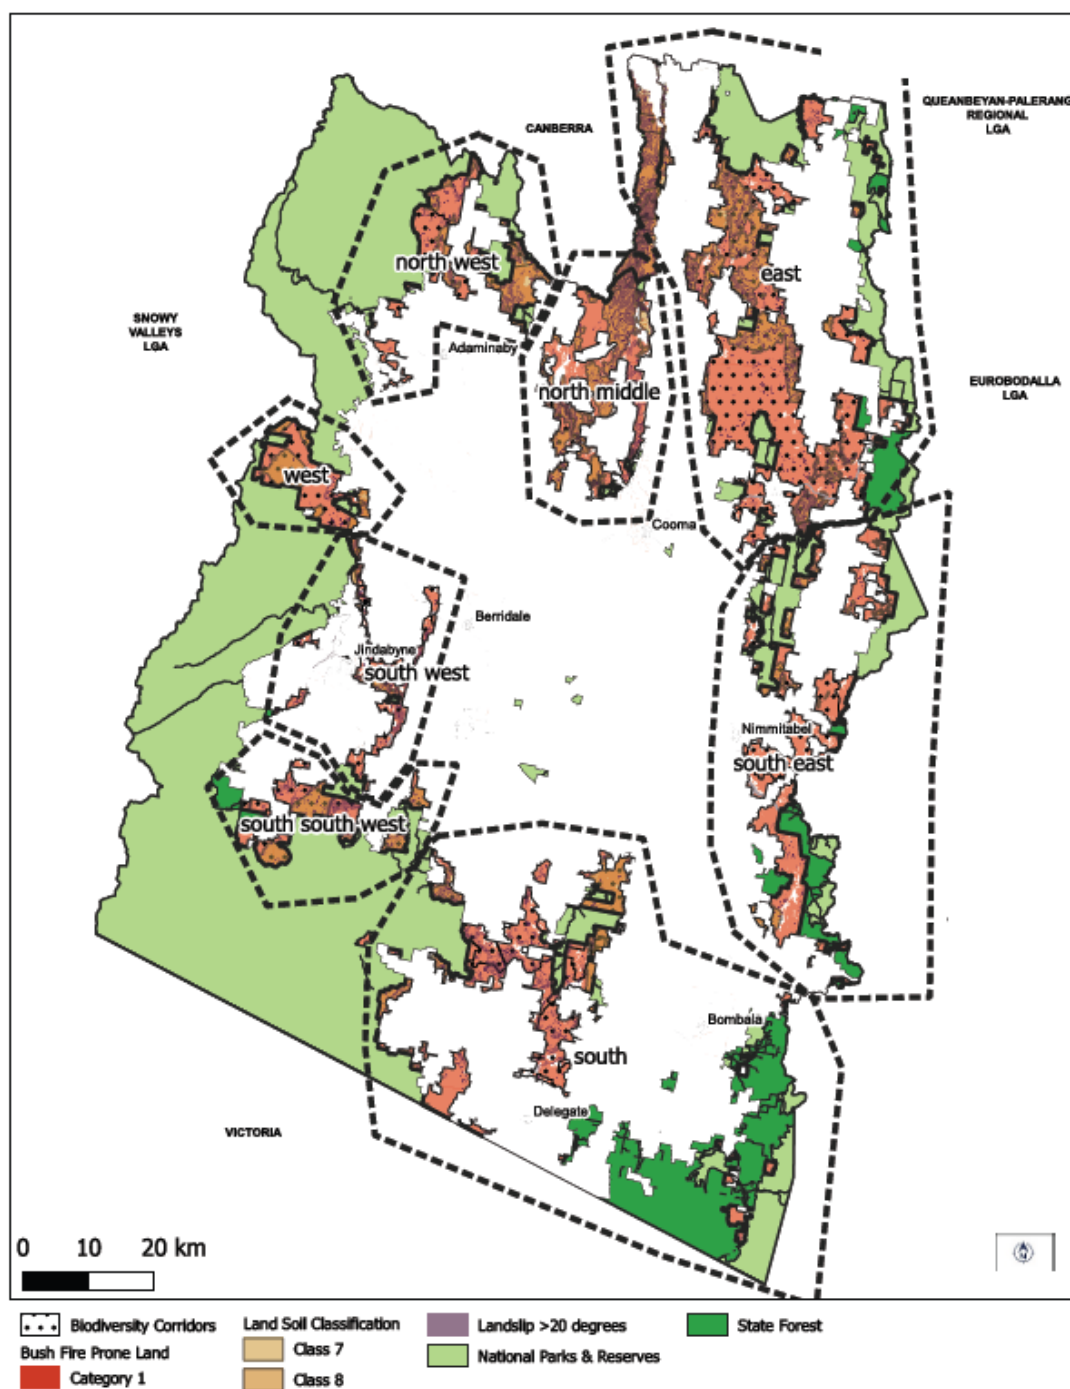 CANBERRA
QUEANBEYAN-PALERANG
REGIONAL
LGA
north west
east
SNOWY
VALLEYS
LGA
Adaminaby
north middle
EUROBODALLA
LGA
west
Cooma
Berridale
Jindabyne
south west
Nimmitabel
south east
south south west
Bombala
south
Delegate
VICTORIA
0 10 20 km
N
Biodiversity Corridors
Bush Fire Prone Land
Category 1
Land Soil Classification
Class 7
Class 8
Landslip >20 degrees
National Parks & Reserves
State Forest